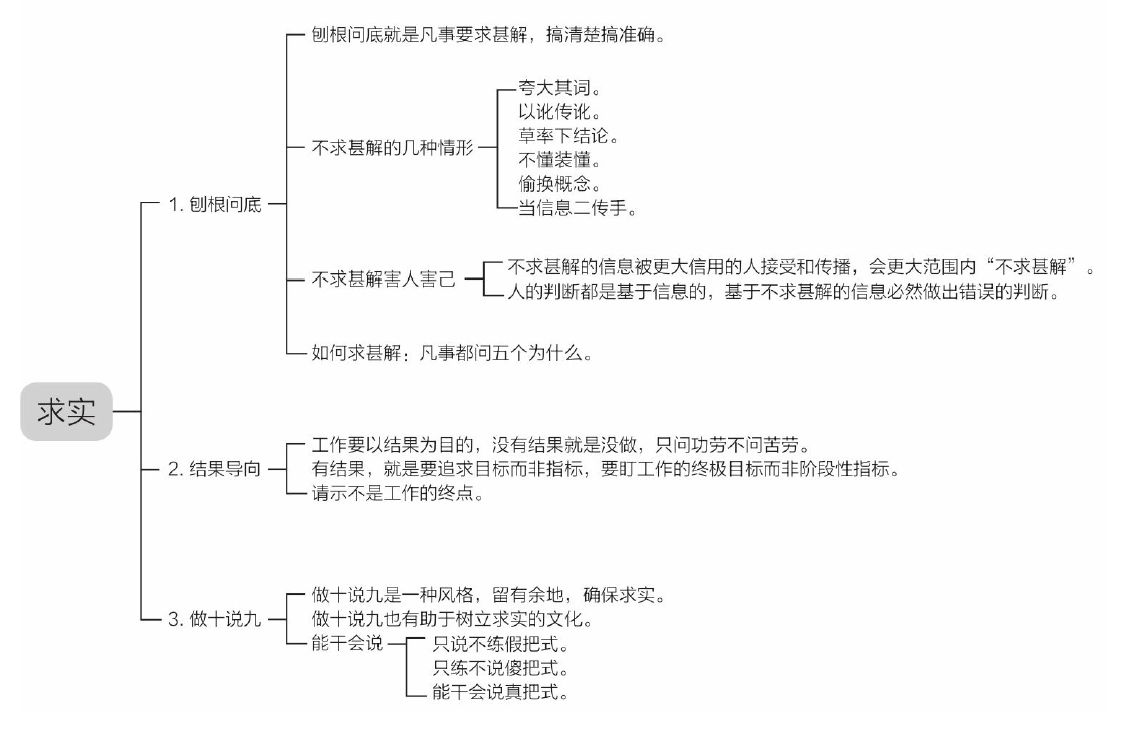 求实
1. 刨根问底
刨根问底就是凡事要求甚解，搞清楚搞准确。
不求甚解的几种情形
夸大其词。
以讹传讹。
草率下结论。
不懂装懂。
偷换概念。
当信息二传手。
不求甚解害人害己
不求甚解的信息被更大信用的人接受和传播，会更大范围内“不求甚解”。
人的判断都是基于信息的，基于不求甚解的信息必然做出错误的判断。
如何求甚解：凡事都问五个为什么。
2. 结果导向
工作要以结果为目的，没有结果就是没做，只问功劳不问苦劳。
有结果，就是要追求目标而非指标，要盯工作的终极目标而非阶段性指标。
请示不是工作的终点。
3. 做十说九
做十说九是一种风格，留有余地，确保求实。
做十说九也有助于树立求实的文化。
能干会说
只说不练假把式。
只练不说傻把式。
能干会说真把式。